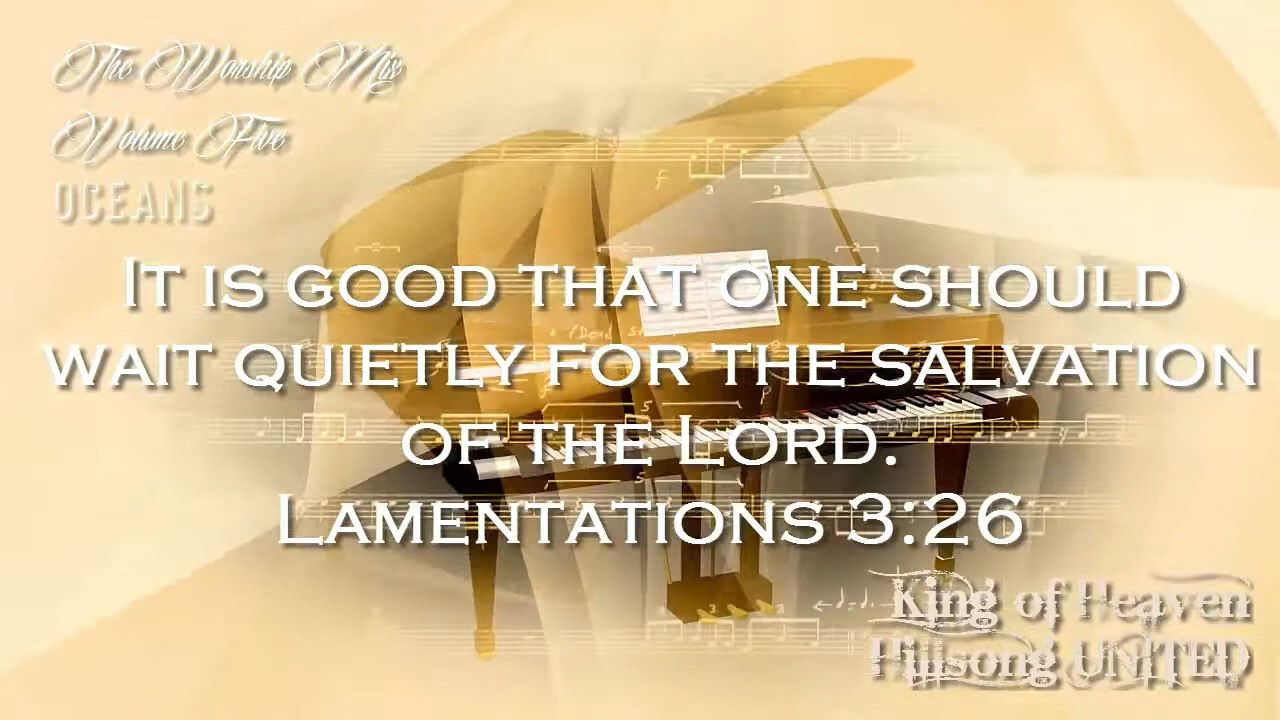 The Worship Mix
Volume Five
OCEANS
It is good that one should
wait quietly for the salvation
of the Lord.
Lamentations 3:26
King of Heaven
Hillsong UNITED